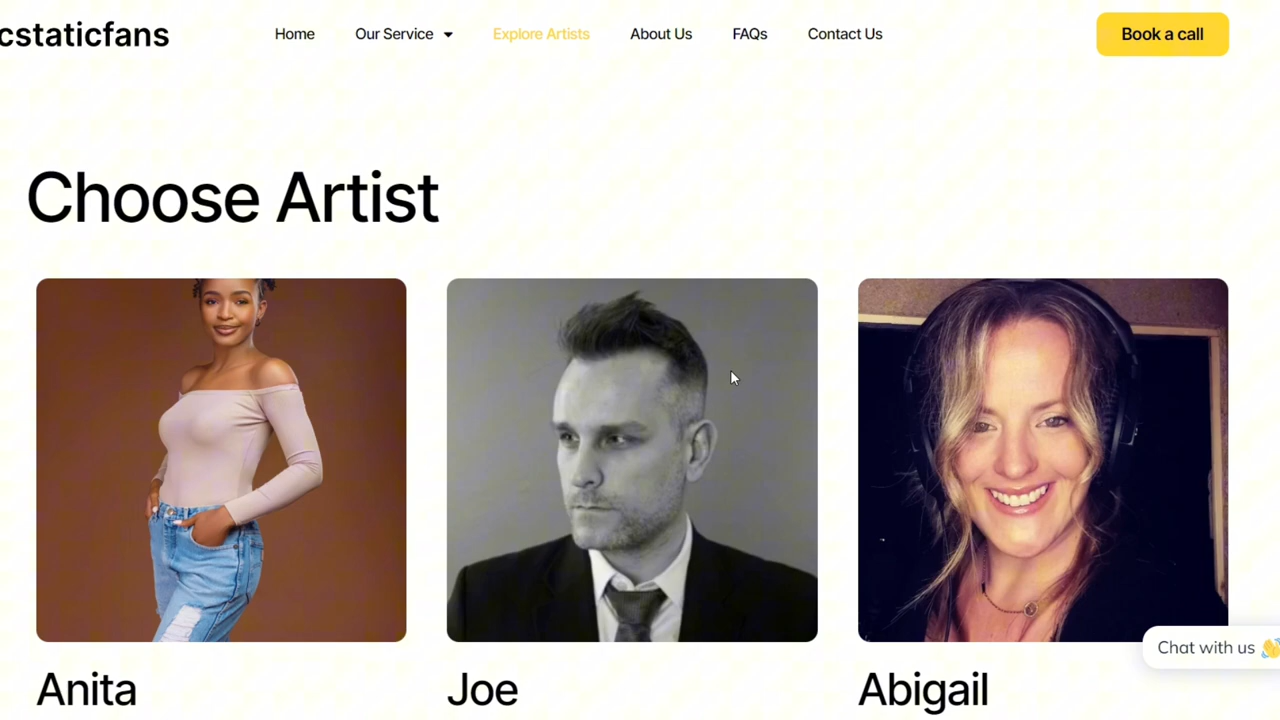 cstaticfans
Home
Our Service
Explore Artists
About Us
FAQs
Contact Us
Book a call
Choose Artist
Anita
Joe
Abigail
Chat with us